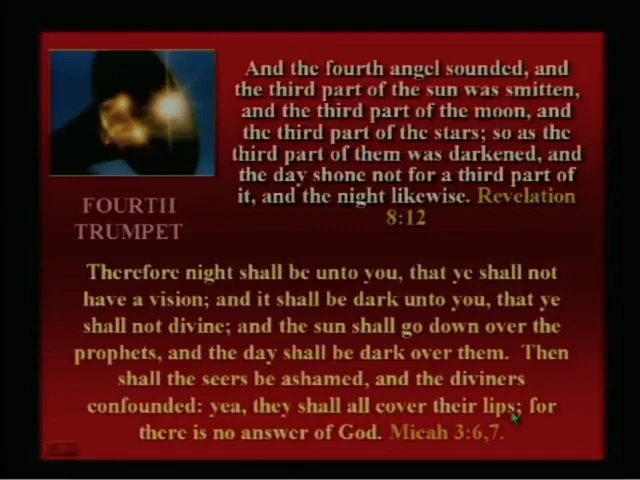 And the fourth angel sounded, and
the third part of the sun was smitten,
and the third part of the moon, and
the third part of the stars; so as the
third part of them was darkened, and
the day shone not for a third part of
it, and the night likewise. Revelation
8:12
FOURTH
TRUMPET
Therefore night shall be unto you, that ye shall not
have a vision; and it shall be dark unto you, that ye
shall not divine; and the sun shall go down over the
prophets, and the day shall be dark over them. Then
shall the seers be ashamed, and the diviners
confounded: yea, they shall all cover their lips; for
there is no answer of God. Micah 3:6,7.